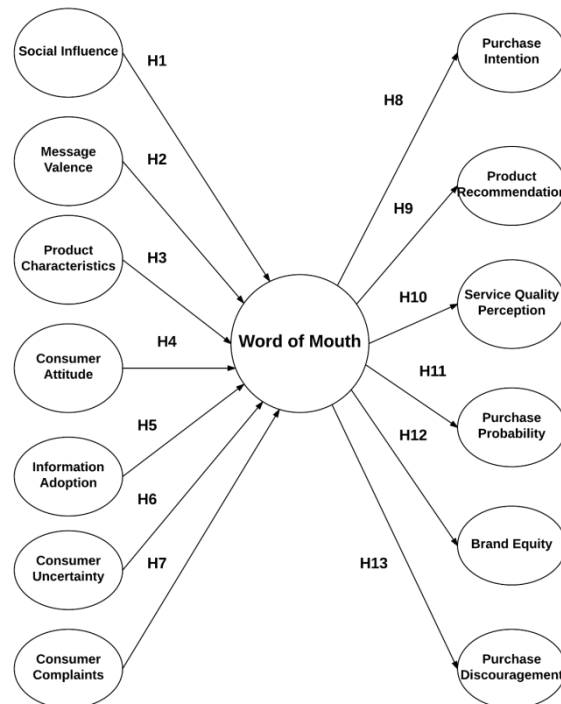 Social Influence
H1
Message
Valence
H2
Product
Characteristics
H3
Consumer
Attitude
H4
Information
Adoption
H5
Consumer
Uncertainty
H6
Consumer
Complaints
H7
Word of Mouth
H8
Purchase
Intention
H9
Product
Recommendation
H10
Service Quality
Perception
H11
Purchase
Probability
H12
Brand Equity
H13
Purchase
Discouragement